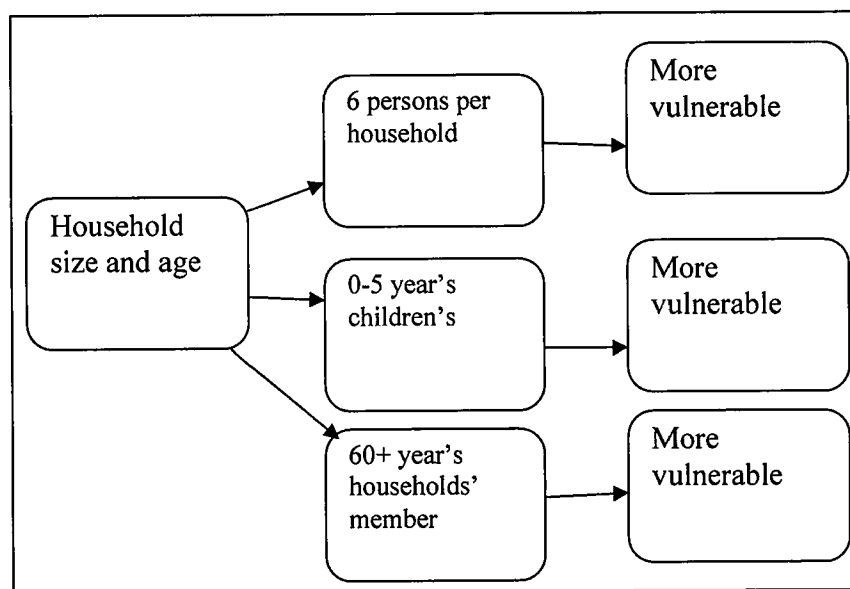 Household
size and age
6 persons per
household
More
vulnerable
0-5 year's
children's
More
vulnerable
60+ year's
households'
member
More
vulnerable